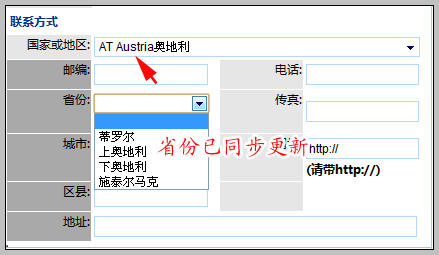 联系方式
国家或地区: AT Austria奥地利
邮编: 电话:
省份: 传真:
蒂罗尔
上奥地利
下奥地利
施泰尔马克
省份已同步更新
城市: http://
(请带http://)
区县:
地址: